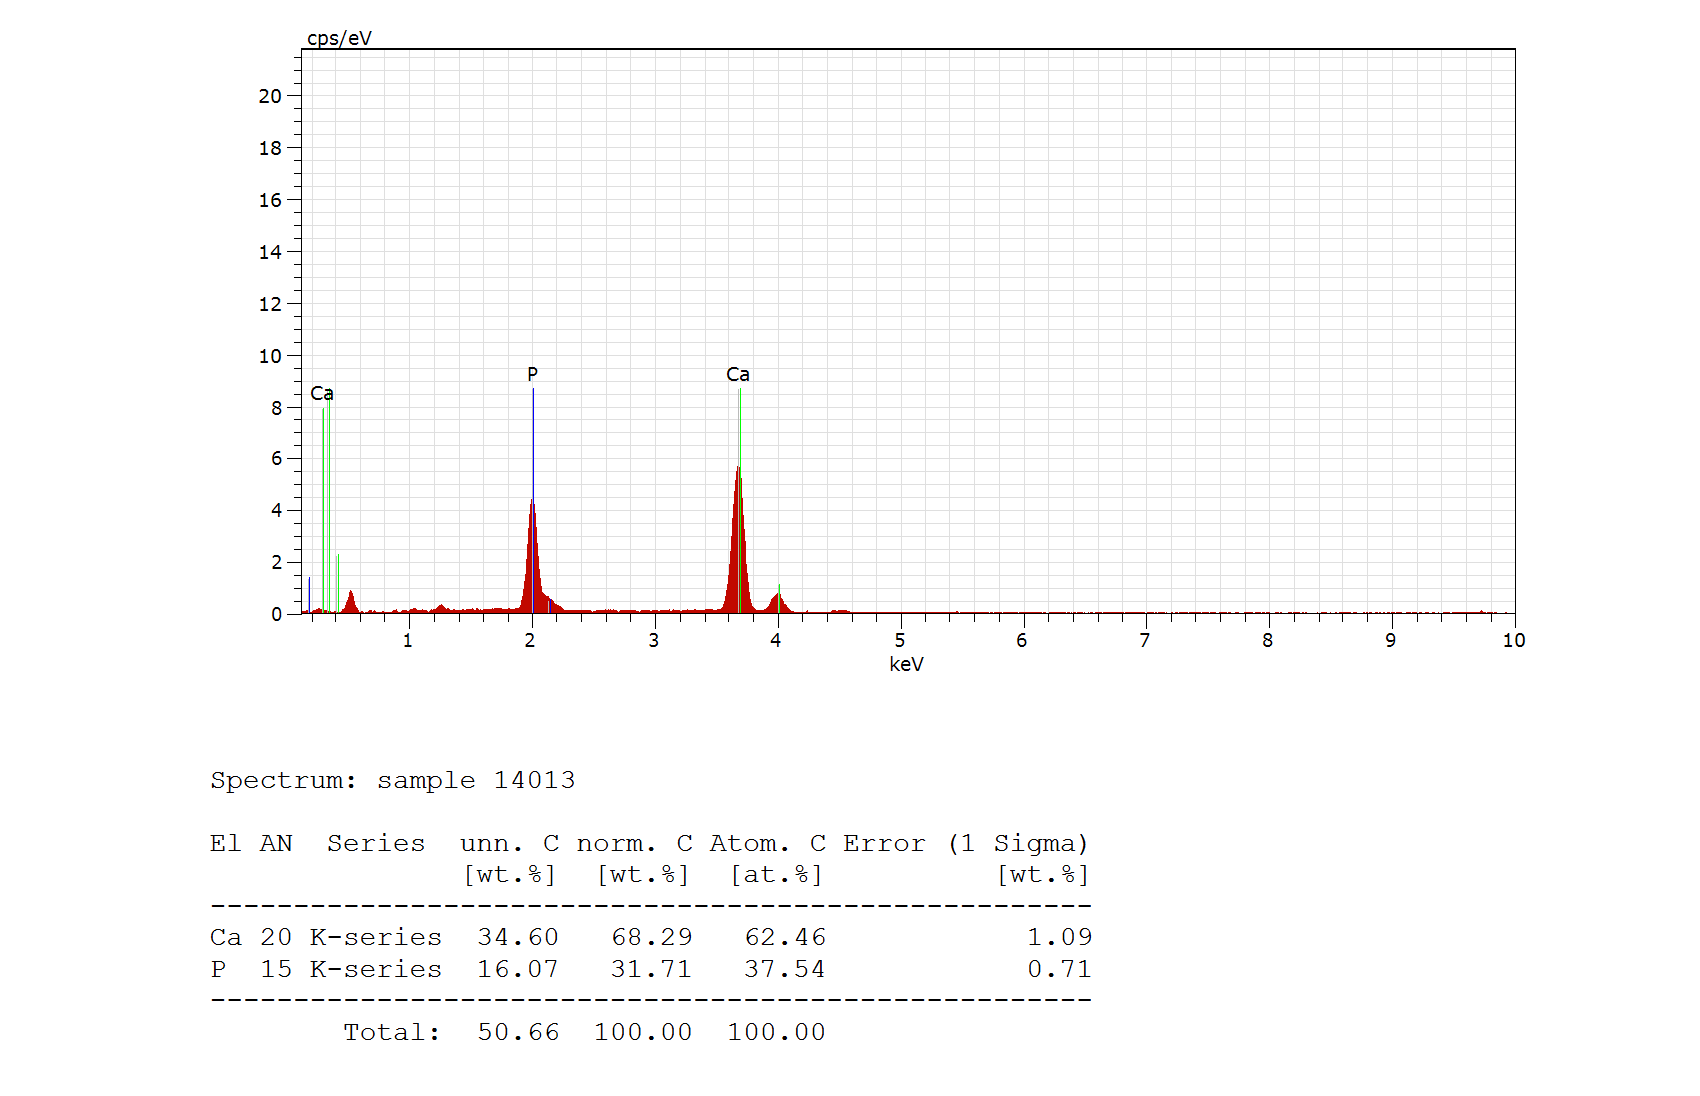 cps/eV
20
18
16
14
12
10
8
6
4
2
0
Ca P Ca
1 2 3 4 5 6 7 8 9 10
keV
Spectrum: sample 14013
El AN Series unn. C norm. C Atom. C Error (1 Sigma)
[wt.%] [wt.%] [at.%] [wt.%]
-----------------------------------------------------
Ca 20 K-series 34.60 68.29 62.46 1.09
P 15 K-series 16.07 31.71 37.54 0.71
-----------------------------------------------------
Total: 50.66 100.00 100.00